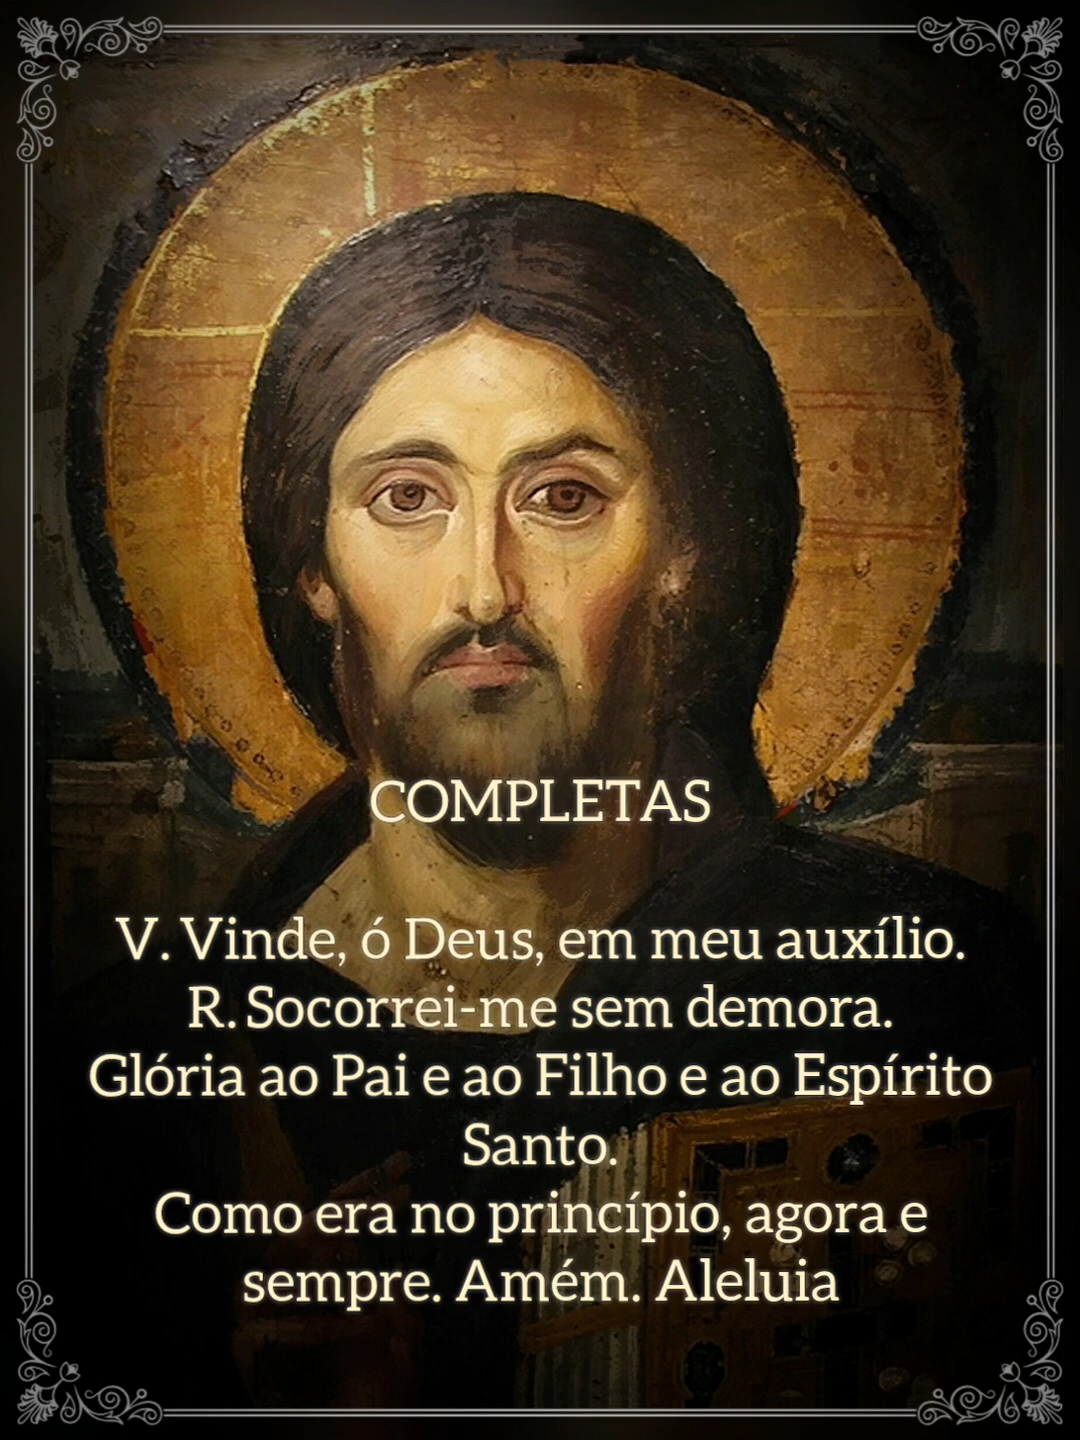 COMPLETAS
V. Vinde, ó Deus, em meu auxílio.
R. Socorrei-me sem demora.
Glória ao Pai e ao Filho e ao Espírito
Santo.
Como era no princípio, agora e
sempre. Amém. Aleluia